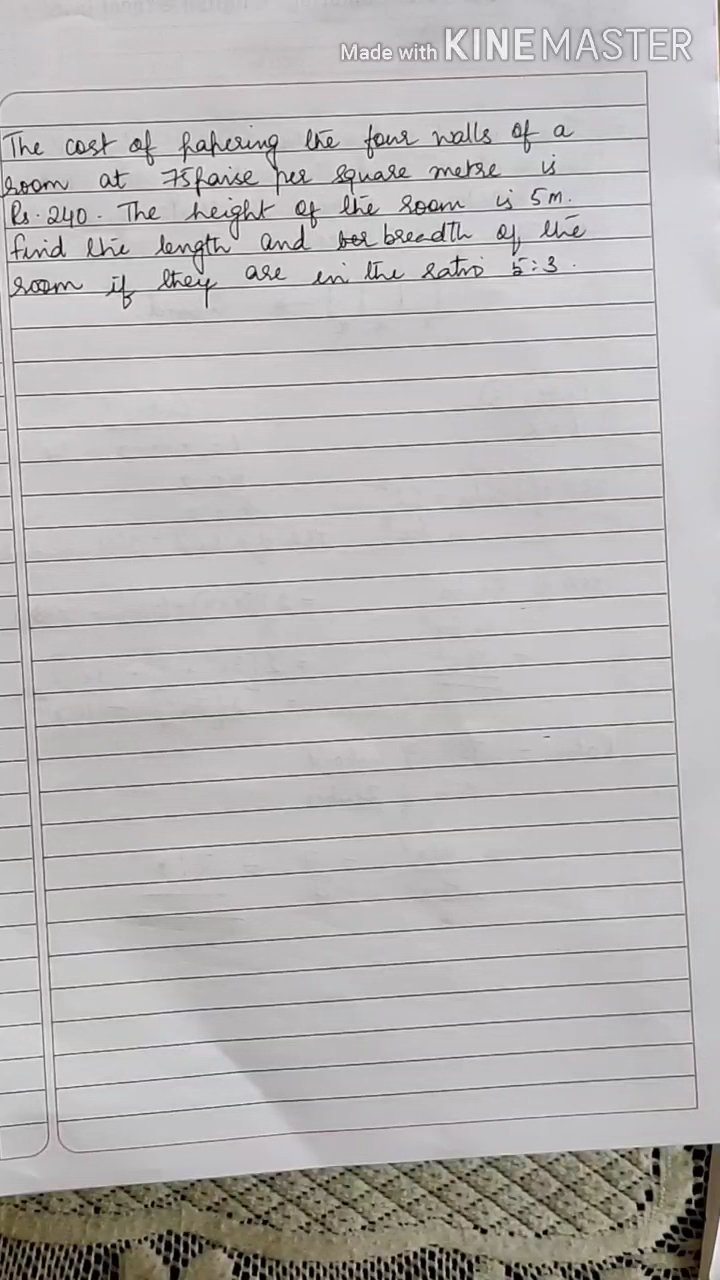 Made with KINEMASTER
The cost of papering the four walls of a
room at 75 paise per square metre is
Rs. 240. The height of the room is 5m.
find the length and breadth of the
room if they are in the ratio 5:3.